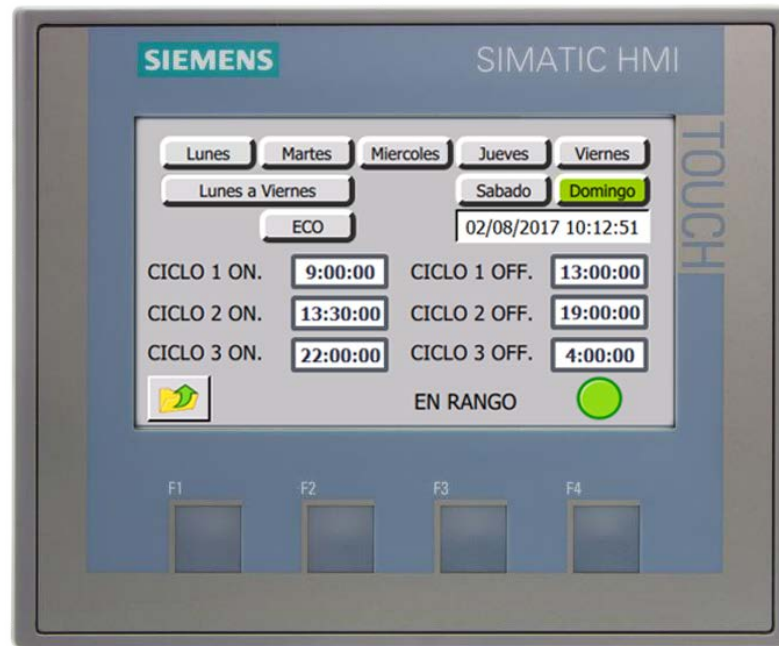 SIEMENS SIMATIC HMI
TOUCH
Lunes Martes Miercoles Jueves Viernes
Lunes a Viernes Sabado Domingo
ECO 02/08/2017 10:12:51
CICLO 1 ON. 9:00:00 CICLO 1 OFF. 13:00:00
CICLO 2 ON. 13:30:00 CICLO 2 OFF. 19:00:00
CICLO 3 ON. 22:00:00 CICLO 3 OFF. 4:00:00
EN RANGO
F1 F2 F3 F4